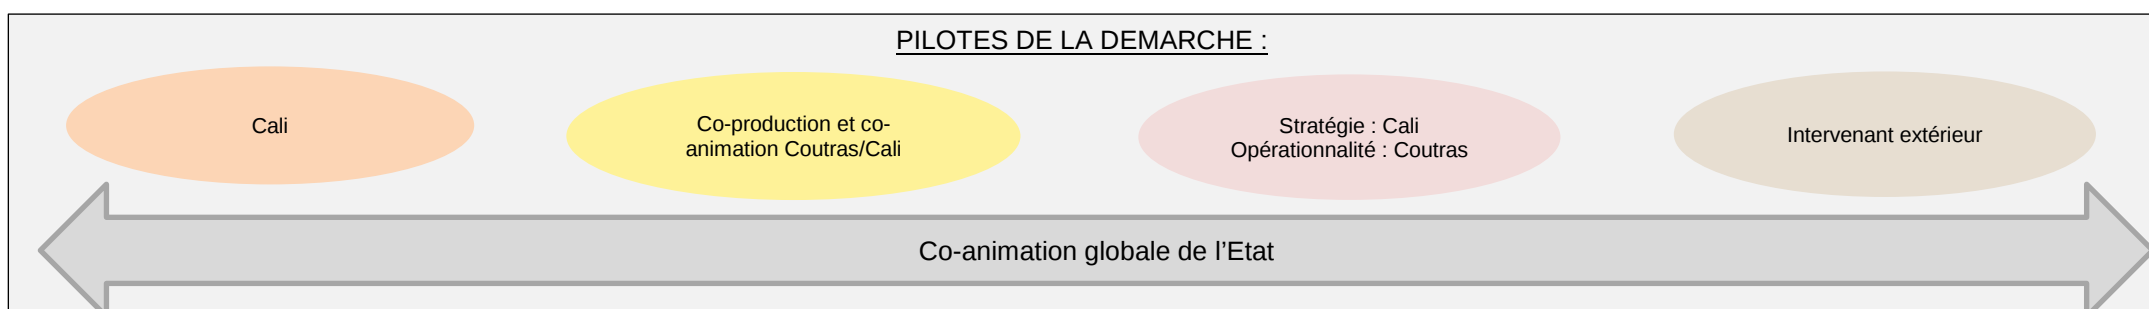 PILOTES DE LA DEMARCHE :
Cali
Co-production et co-
animation Coutras/Cali
Stratégie : Cali
Opérationnalité : Coutras
Intervenant extérieur
Co-animation globale de l’Etat